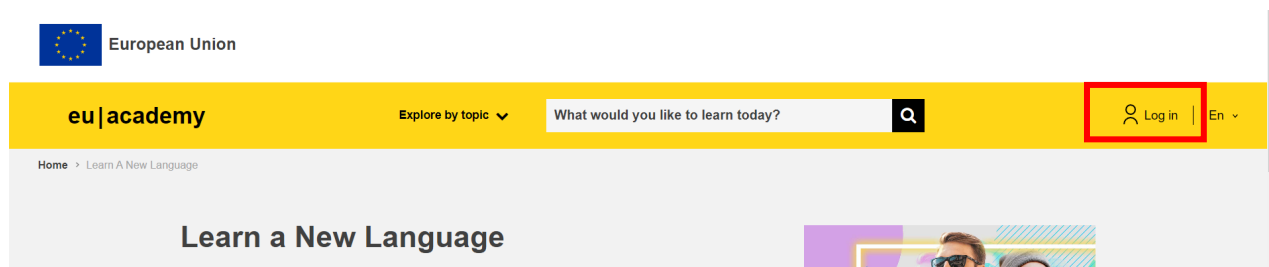 European Union
eu|academy Explore by topic What would you like to learn today? Log in | En
Home > Learn A New Language
Learn a New Language